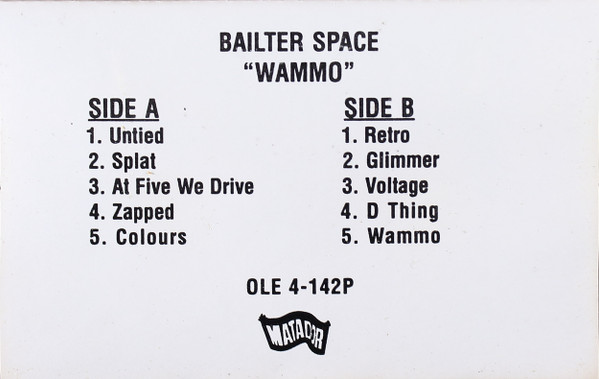 BAILTER SPACE
“WAMMO”
SIDE A
1. Untied
2. Splat
3. At Five We Drive
4. Zapped
5. Colours
SIDE B
1. Retro
2. Glimmer
3. Voltage
4. D Thing
5. Wammo
OLE 4-142P
MATADOR